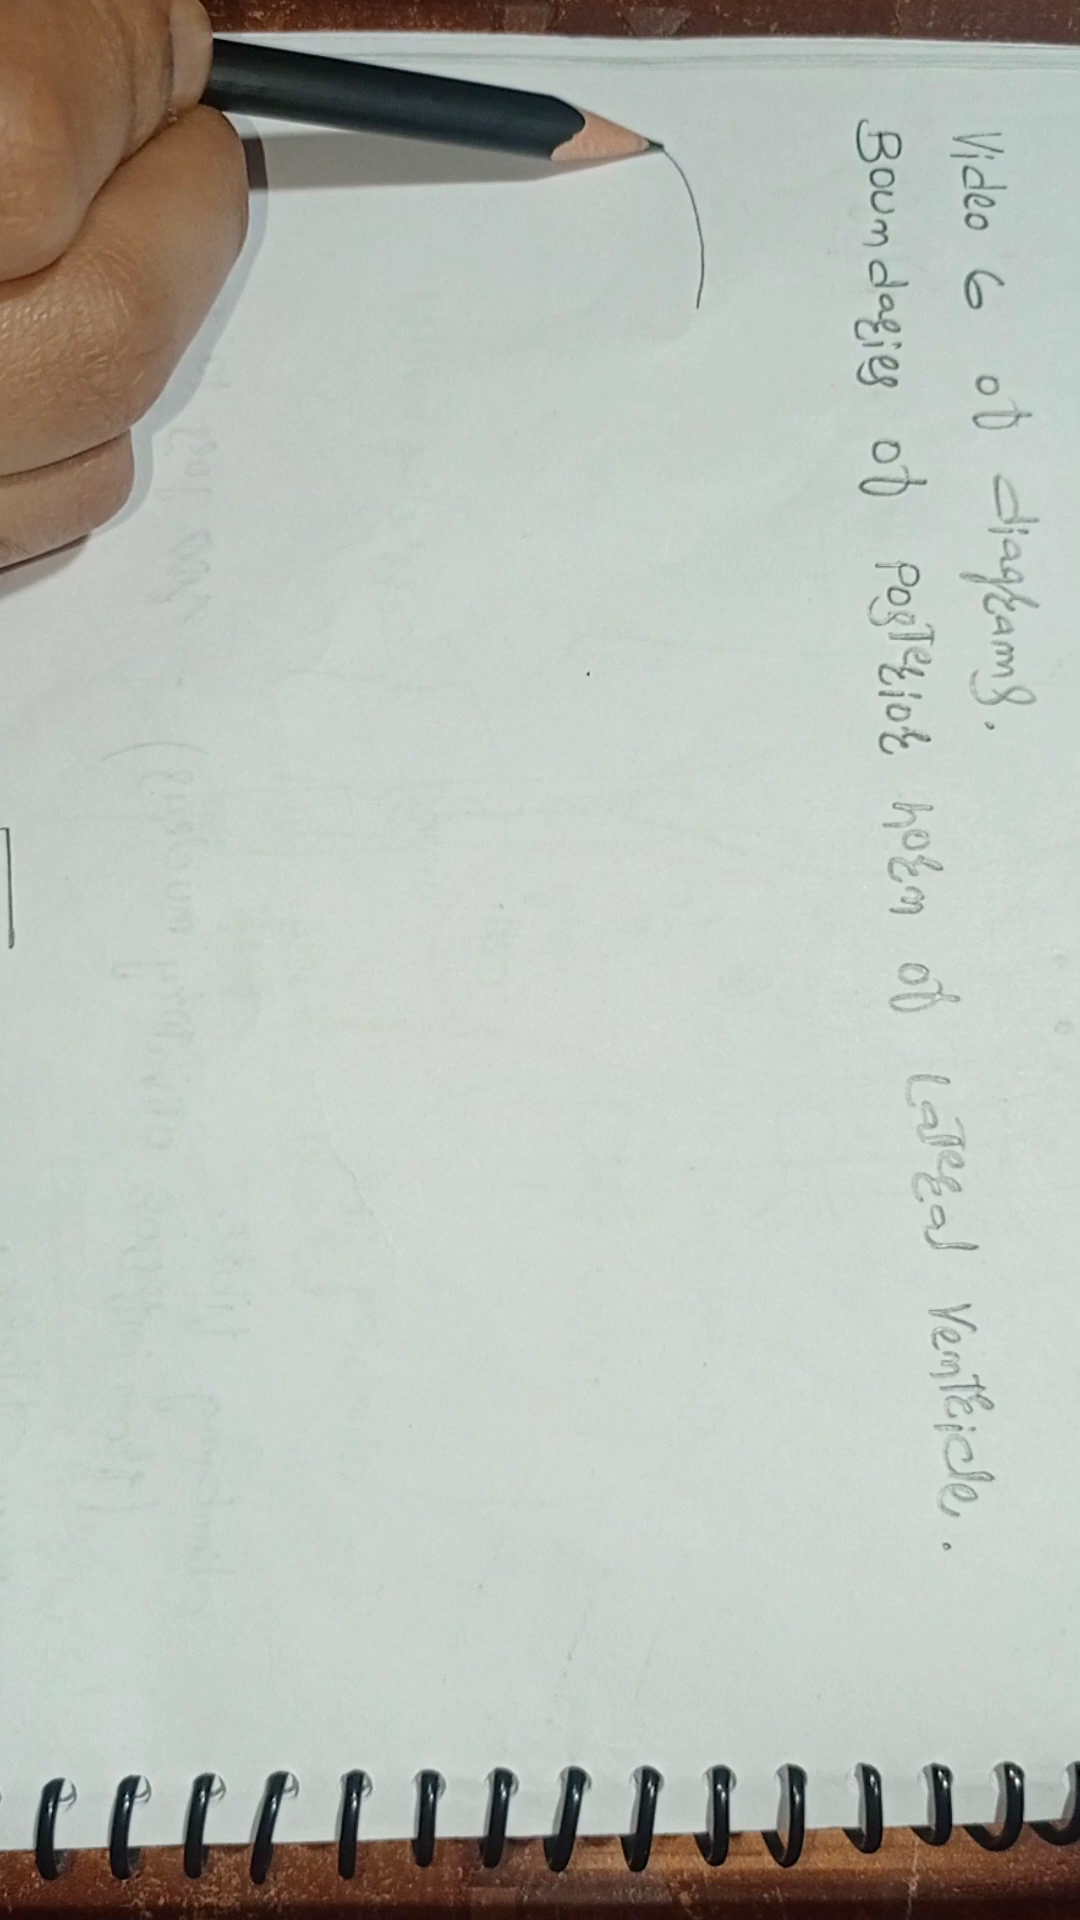 Video 6 of diagrams.
Boundaries of Posterior horn of Lateral Ventricle.